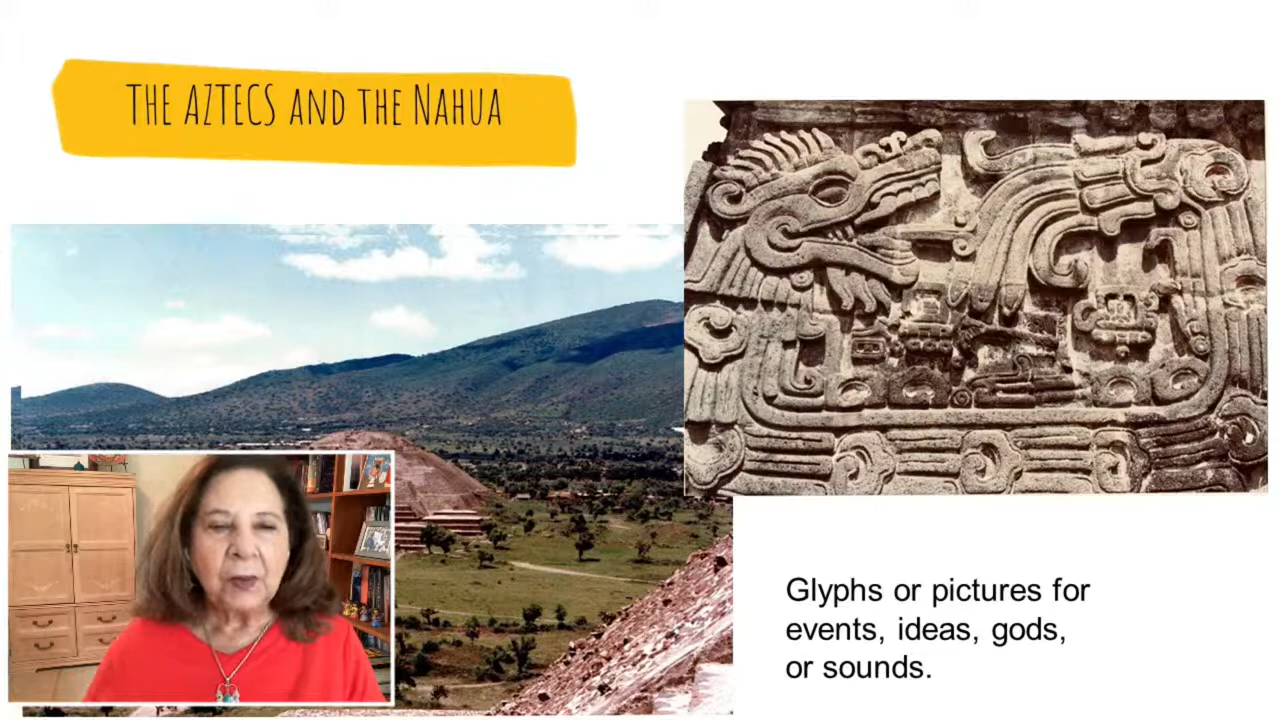 THE AZTECS AND THE NAHUA
Glyphs or pictures for
events, ideas, gods,
or sounds.